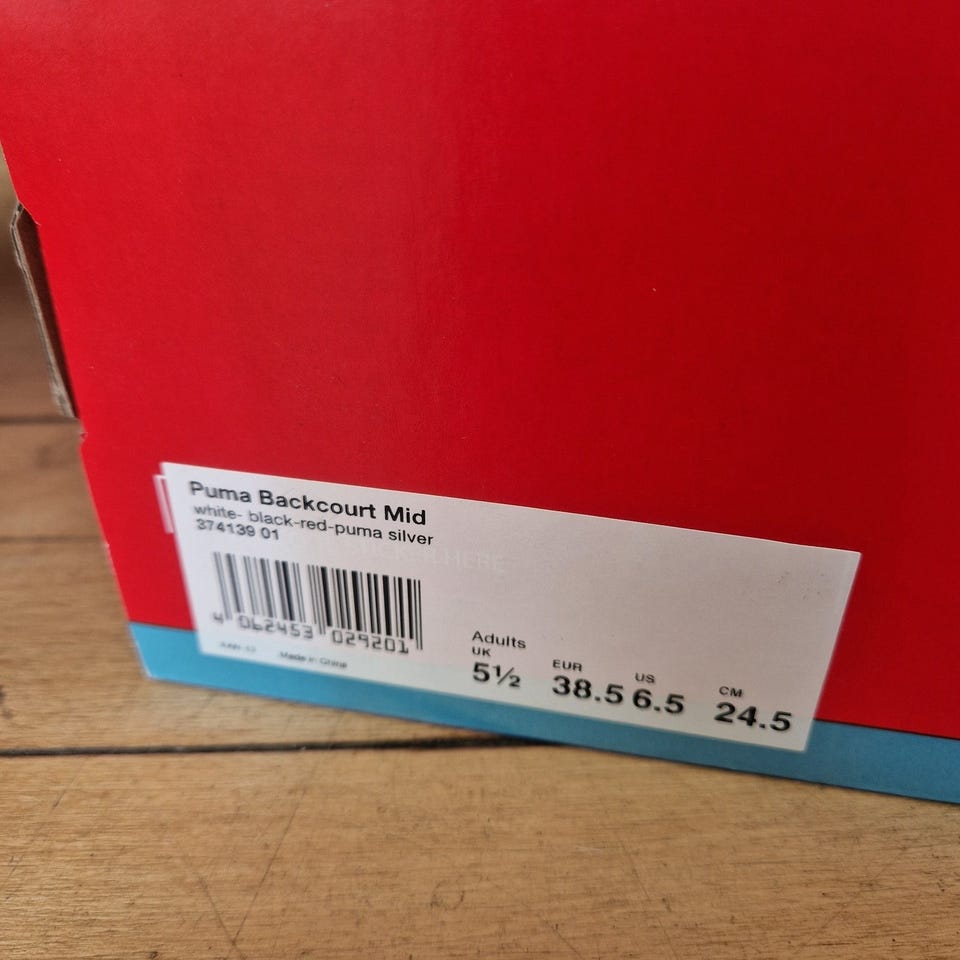 Puma Backcourt Mid
white- black-red-puma silver
374139 01
HERE
4 062453 029201
Made in China
Adults
UK EUR US CM
5½ 38.5 6.5 24.5